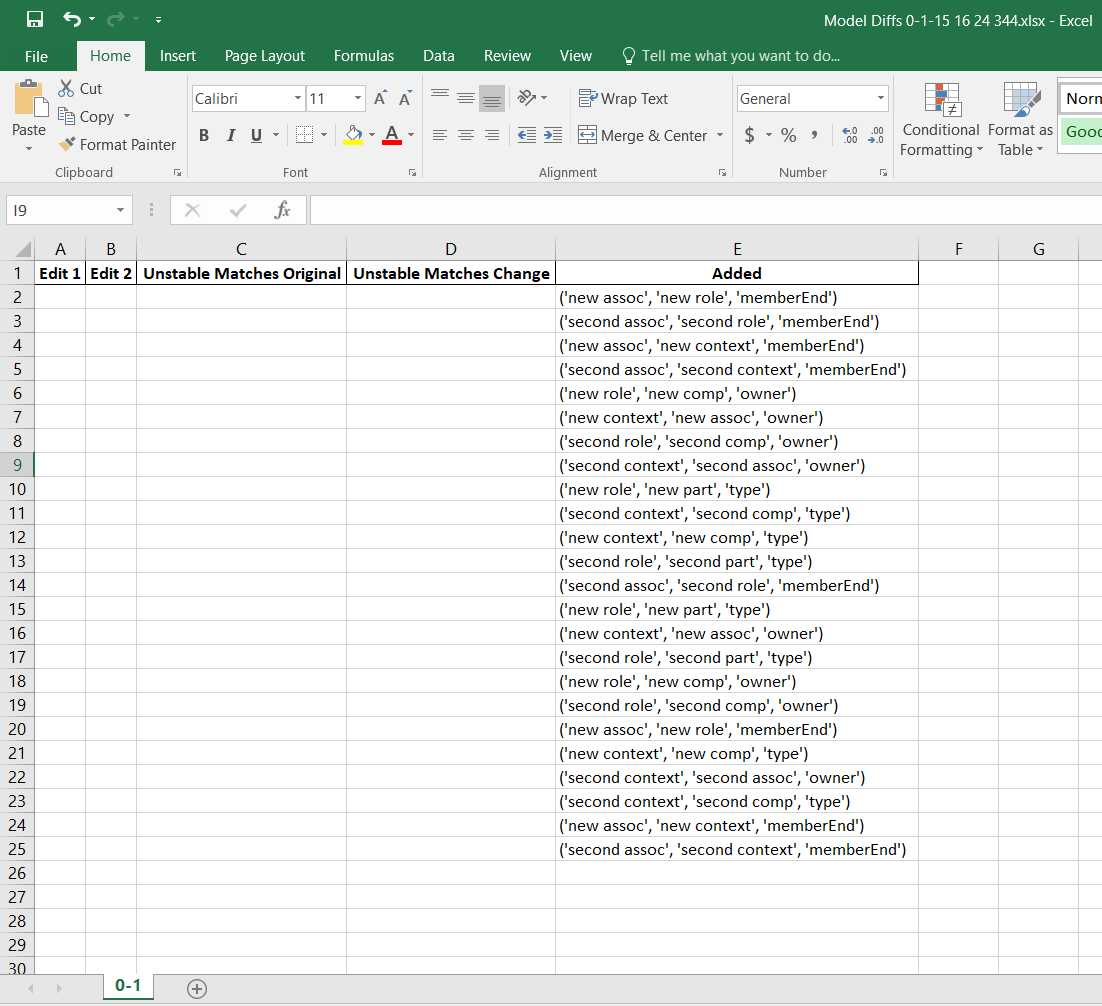 Model Diffs 0-1-15 16 24 344.xlsx - Excel
File Home Insert Page Layout Formulas Data Review View Tell me what you want to do...
Paste
Cut
Copy
Format Painter
Clipboard
Calibri 11
B I U
Font
Wrap Text
Merge & Center
Alignment
General
$ % ,
Number
Conditional Formatting
Format as Table
Norm
Good
I9 fx
A B C D E F G
1 Edit 1 Edit 2 Unstable Matches Original Unstable Matches Change Added
2 ('new assoc', 'new role', 'memberEnd')
3 ('second assoc', 'second role', 'memberEnd')
4 ('new assoc', 'new context', 'memberEnd')
5 ('second assoc', 'second context', 'memberEnd')
6 ('new role', 'new comp', 'owner')
7 ('new context', 'new assoc', 'owner')
8 ('second role', 'second comp', 'owner')
9 ('second context', 'second assoc', 'owner')
10 ('new role', 'new part', 'type')
11 ('second context', 'second comp', 'type')
12 ('new context', 'new comp', 'type')
13 ('second role', 'second part', 'type')
14 ('second assoc', 'second role', 'memberEnd')
15 ('new role', 'new part', 'type')
16 ('new context', 'new assoc', 'owner')
17 ('second role', 'second part', 'type')
18 ('new role', 'new comp', 'owner')
19 ('second role', 'second comp', 'owner')
20 ('new assoc', 'new role', 'memberEnd')
21 ('new context', 'new comp', 'type')
22 ('second context', 'second assoc', 'owner')
23 ('second context', 'second comp', 'type')
24 ('new assoc', 'new context', 'memberEnd')
25 ('second assoc', 'second context', 'memberEnd')
26
27
28
29
30
0-1